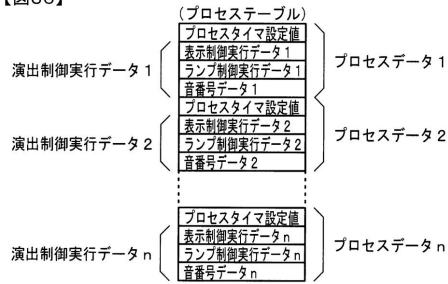 (プロセステーブル)
プロセスタイマ設定値
表示制御実行データ1
ランプ制御実行データ1
音番号データ1
演出制御実行データ1
プロセスデータ1
プロセスタイマ設定値
表示制御実行データ2
ランプ制御実行データ2
音番号データ2
演出制御実行データ2
プロセスデータ2
プロセスタイマ設定値
表示制御実行データn
ランプ制御実行データn
音番号データn
演出制御実行データn
プロセスデータn